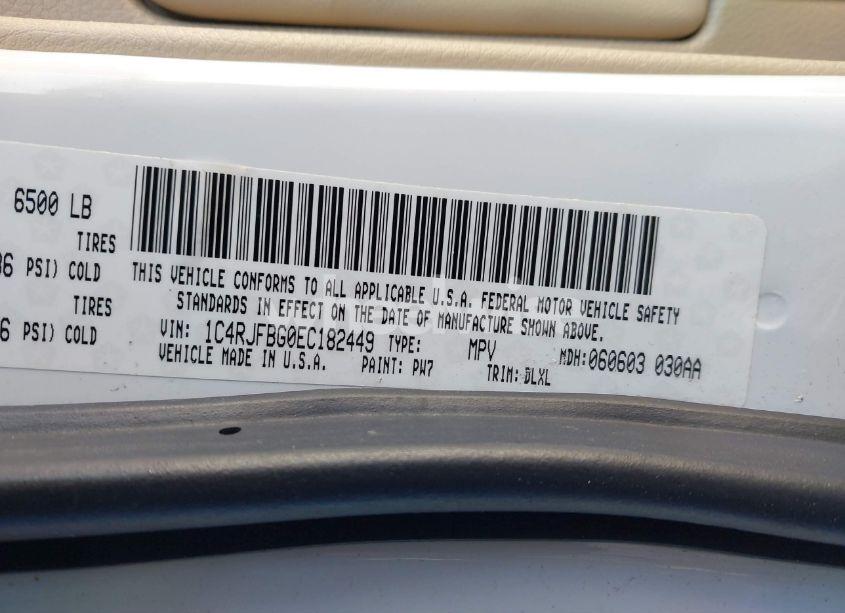 6500 LB
TIRES
36 PSI) COLD
TIRES
6 PSI) COLD
THIS VEHICLE CONFORMS TO ALL APPLICABLE U.S.A. FEDERAL MOTOR VEHICLE SAFETY
STANDARDS IN EFFECT ON THE DATE OF MANUFACTURE SHOWN ABOVE.
VIN: 1C4RJFBG0EC182449 TYPE: MPV MDH:060603 030AA
VEHICLE MADE IN U.S.A. PAINT: PW7 TRIM: DLXL